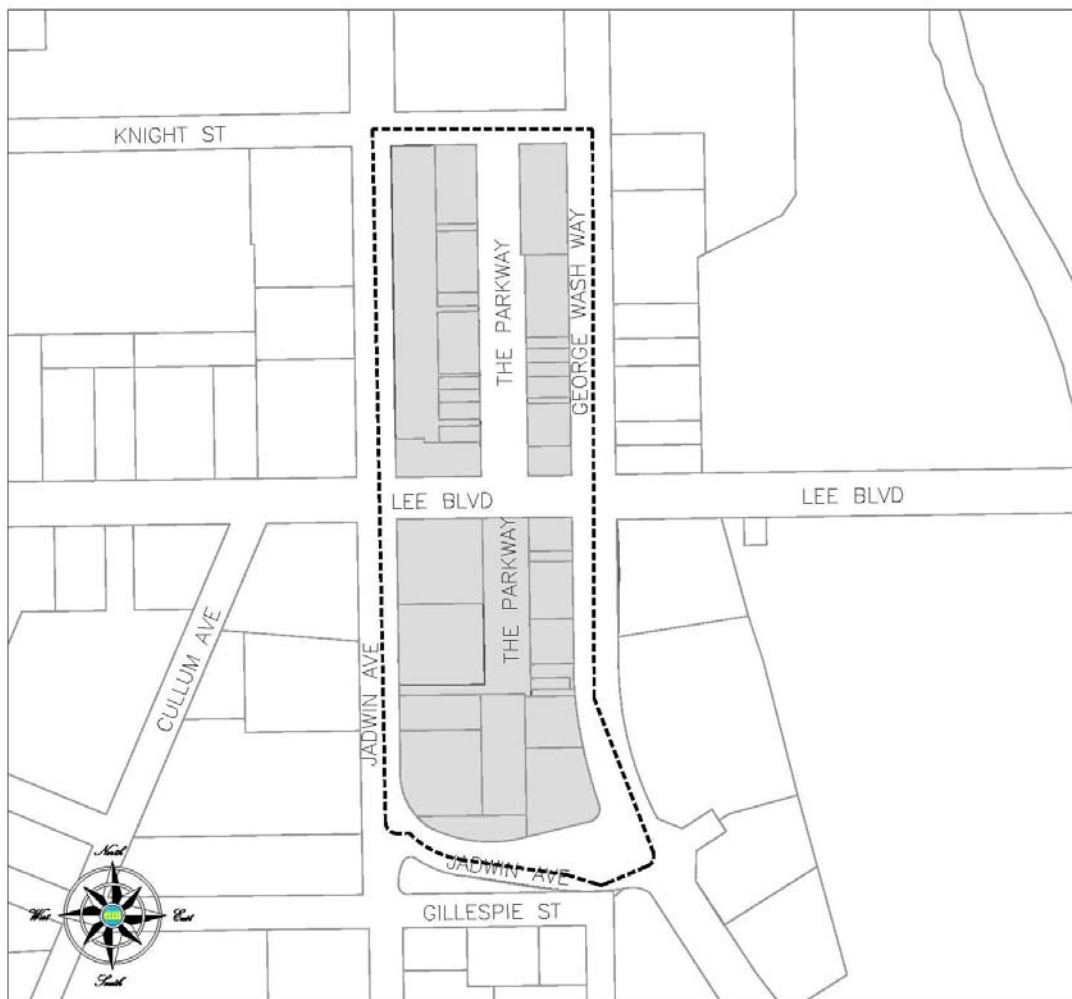 KNIGHT ST
THE PARKWAY
GEORGE WASH WAY
LEE BLVD
LEE BLVD
THE PARKWAY
CULLUM AVE
JADWIN AVE
JADWIN AVE
GILLESPIE ST
North
West
GIS
East
South